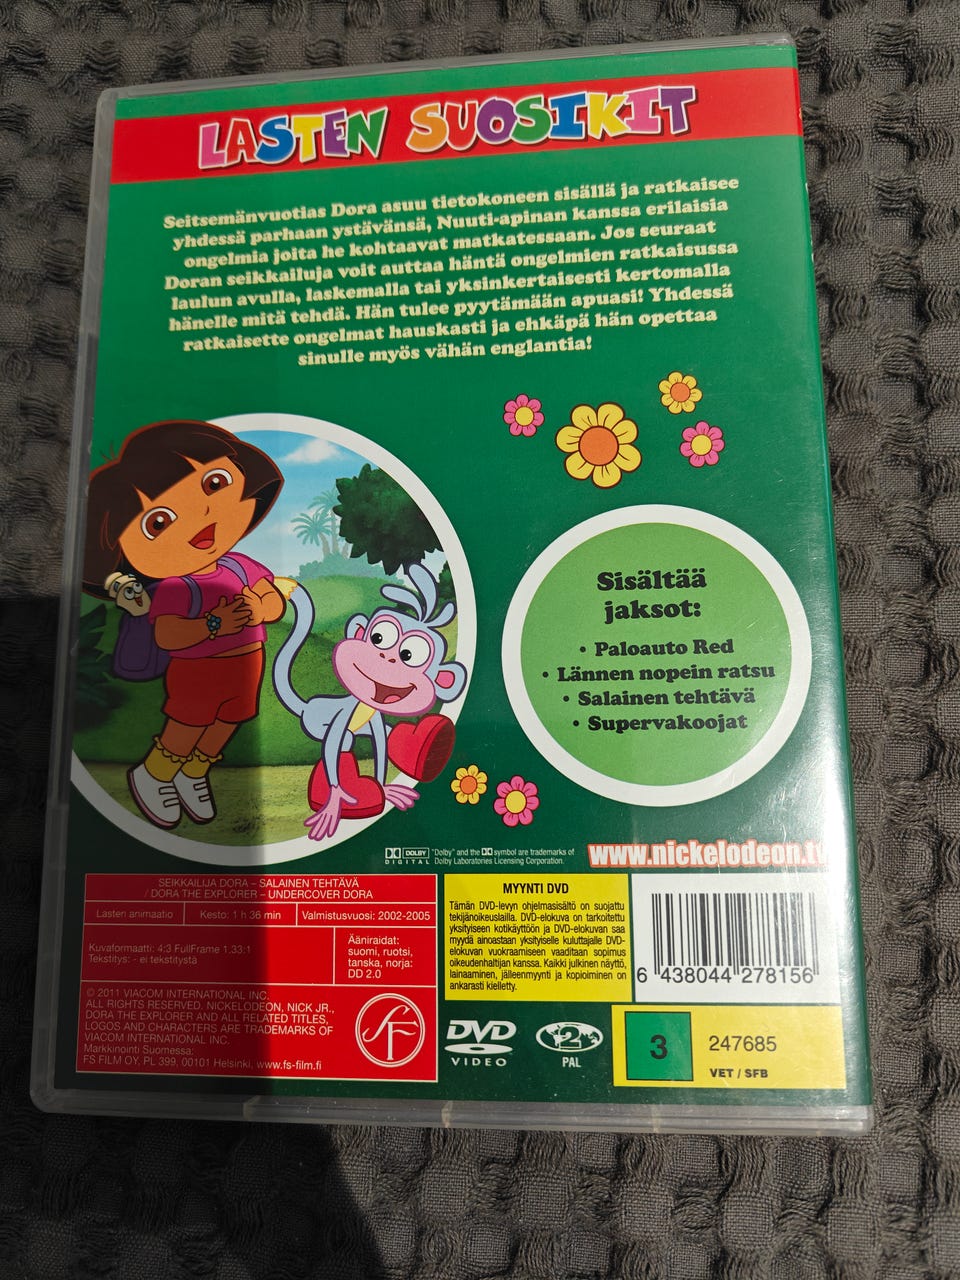 LASTEN SUOSIKIT
Seitsemänvuotias Dora asuu tietokoneen sisällä ja ratkaisee
yhdessä parhaan ystävänsä, Nuuti-apinan kanssa erilaisia
ongelmia joita he kohtaavat matkatessaan. Jos seuraat
Doran seikkailuja voit auttaa häntä ongelmien ratkaisussa
laulun avulla, laskemalla tai yksinkertaisesti kertomalla
hänelle mitä tehdä. Hän tulee pyytämään apuasi! Yhdessä
ratkaisette ongelmat hauskasti ja ehkäpä hän opettaa
sinulle myös vähän englantia!
Sisältää
jaksot:
• Paloauto Red
• Lännen nopein ratsu
• Salainen tehtävä
• Supervakoojat
DOLBY
DIGITAL
"Dolby" and the DD symbol are trademarks of
Dolby Laboratories Licensing Corporation.
www.nickelodeon.tv
SEIKKAILIJA DORA – SALAINEN TEHTÄVÄ
/ DORA THE EXPLORER – UNDERCOVER DORA
Lasten animaatio
Kesto: 1 h 36 min
Valmistusvuosi: 2002-2005
Kuvaformaatti: 4:3 FullFrame 1.33:1
Tekstitys: - ei tekstitystä
Ääniraidat:
suomi, ruotsi,
tanska, norja:
DD 2.0
© 2011 VIACOM INTERNATIONAL INC.
ALL RIGHTS RESERVED. NICKELODEON, NICK JR.,
DORA THE EXPLORER AND ALL RELATED TITLES,
LOGOS AND CHARACTERS ARE TRADEMARKS OF
VIACOM INTERNATIONAL INC.
Markkinointi Suomessa:
FS FILM OY, PL 399, 00101 Helsinki, www.fs-film.fi
SF
MYYNTI DVD
Tämän DVD-levyn ohjelmasisältö on suojattu
tekijänoikeuslailla. DVD-elokuva on tarkoitettu
yksityiseen kotikäyttöön ja DVD-elokuvan saa
myydä ainoastaan yksityiselle kuluttajalle DVD-
elokuvan vuokraamiseen vaaditaan sopimus
oikeudenhaltijan kanssa. Kaikki julkinen näyttö,
lainaaminen, jälleenmyynti ja kopioiminen on
ankarasti kielletty.
6 438044 278156
DVD
VIDEO
2
PAL
3
247685
VET / SFB